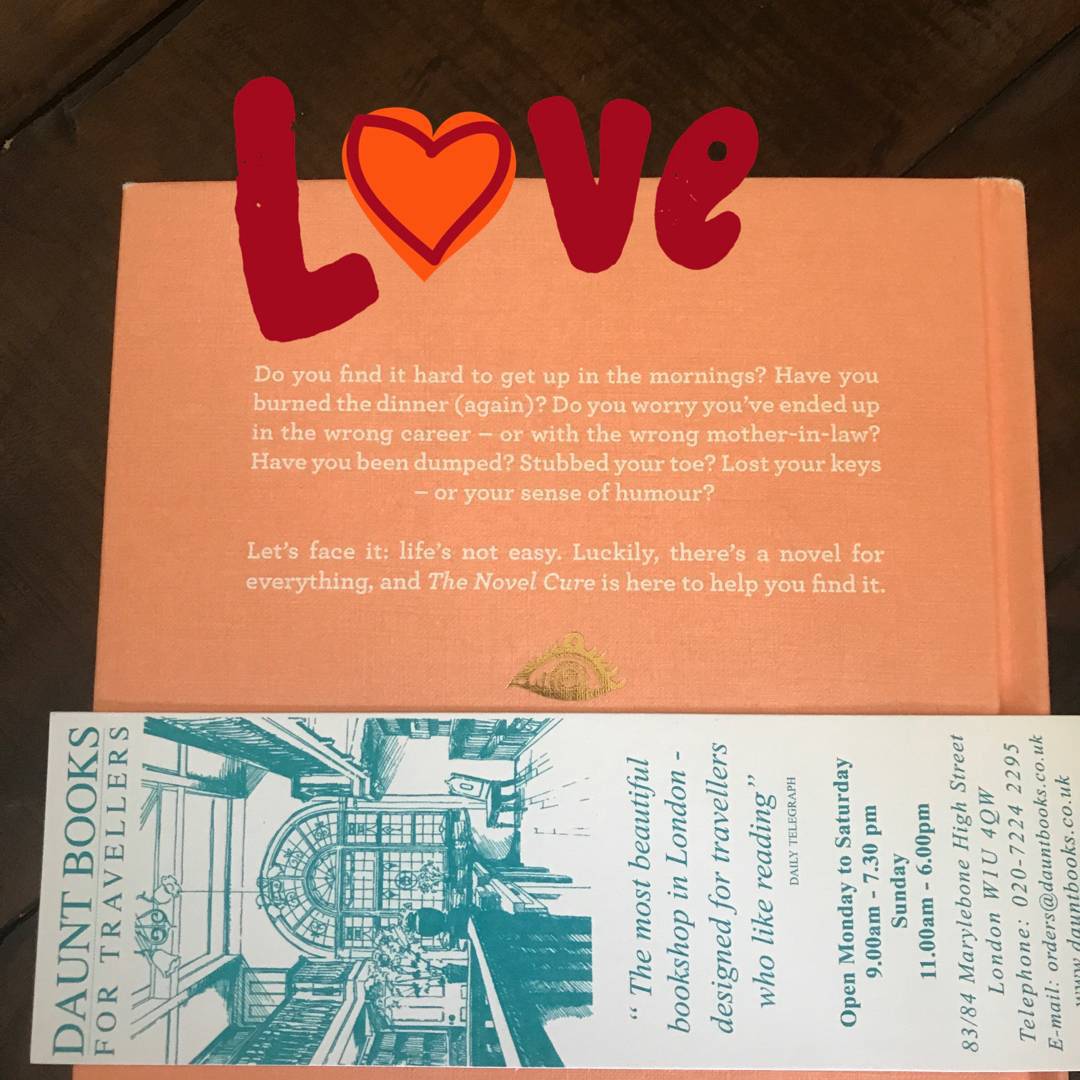 Love
Do you find it hard to get up in the mornings? Have you
burned the dinner (again)? Do you worry you've ended up
in the wrong career – or with the wrong mother-in-law?
Have you been dumped? Stubbed your toe? Lost your keys
– or your sense of humour?
Let's face it: life's not easy. Luckily, there's a novel for
everything, and The Novel Cure is here to help you find it.
DAUNT BOOKS
FOR TRAVELLERS
“ The most beautiful
bookshop in London -
designed for travellers
who like reading”
DAILY TELEGRAPH
Open Monday to Saturday
9.00am - 7.30 pm
Sunday
11.00am - 6.00pm
83/84 Marylebone High Street
London W1U 4QW
Telephone: 020-7224 2295
E-mail: orders@dauntbooks.co.uk
www.dauntbooks.co.uk